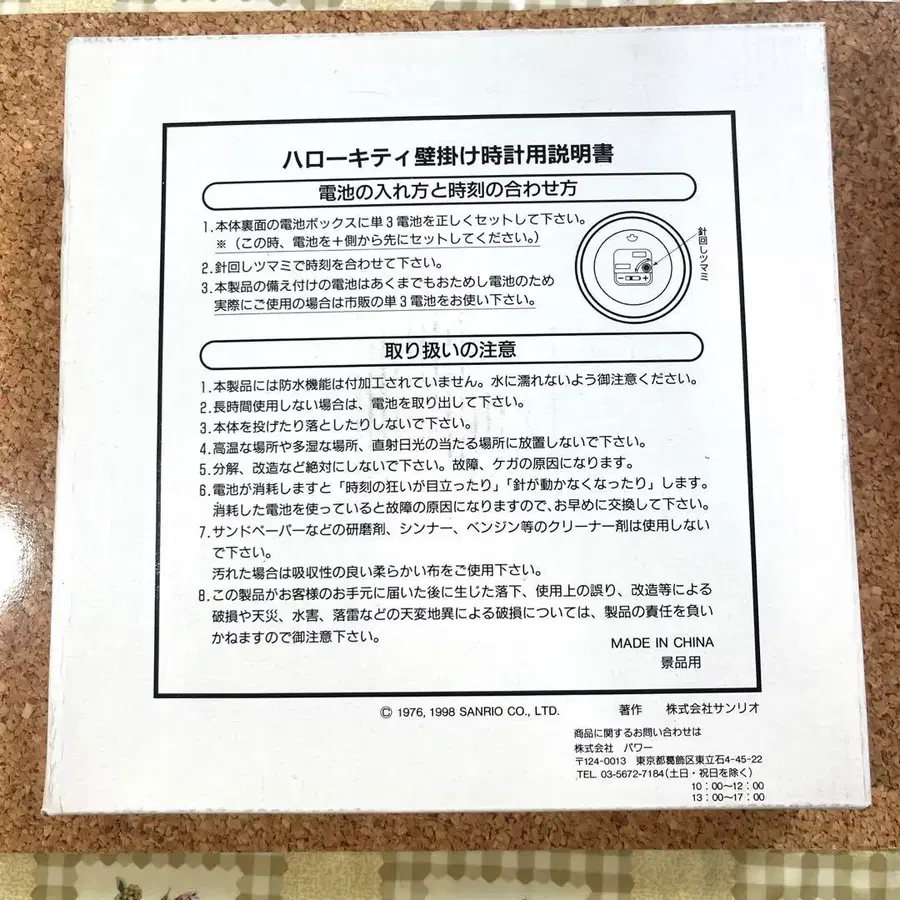 ハローキティ壁掛け時計用説明書
電池の入れ方と時刻の合わせ方
1.本体裏面の電池ボックスに単3電池を正しくセットして下さい。
※（この時、電池を＋側から先にセットしてください。）
2.針回しツマミで時刻を合わせて下さい。
3.本製品の備え付けの電池はあくまでもおためし電池のため
実際にご使用の場合は市販の単3電池をお使い下さい。
針回しツマミ
－ ＋
取り扱いの注意
1.本製品には防水機能は付加工されていません。水に濡れないよう御注意ください。
2.長時間使用しない場合は、電池を取り出して下さい。
3.本体を投げたり落としたりしないで下さい。
4.高温な場所や多湿な場所、直射日光の当たる場所に放置しないで下さい。
5.分解、改造など絶対にしないで下さい。故障、ケガの原因になります。
6.電池が消耗しますと「時刻の狂いが目立ったり」「針が動かなくなったり」します。
消耗した電池を使っていると故障の原因になりますので、お早めに交換して下さい。
7.サンドペーパーなどの研磨剤、シンナー、ベンジン等のクリーナー剤は使用しない
で下さい。
汚れた場合は吸収性の良い柔らかい布をご使用下さい。
8.この製品がお客様のお手元に届いた後に生じた落下、使用上の誤り、改造等による
破損や天災、水害、落雷などの天変地異による破損については、製品の責任を負い
かねますので御注意下さい。
MADE IN CHINA
景品用
© 1976, 1998 SANRIO CO., LTD.
著作 株式会社サンリオ
商品に関するお問い合わせは
株式会社 パワー
〒124-0013 東京都葛飾区東立石4-45-22
TEL. 03-5672-7184（土日・祝日を除く）
10：00～12：00
13：00～17：00